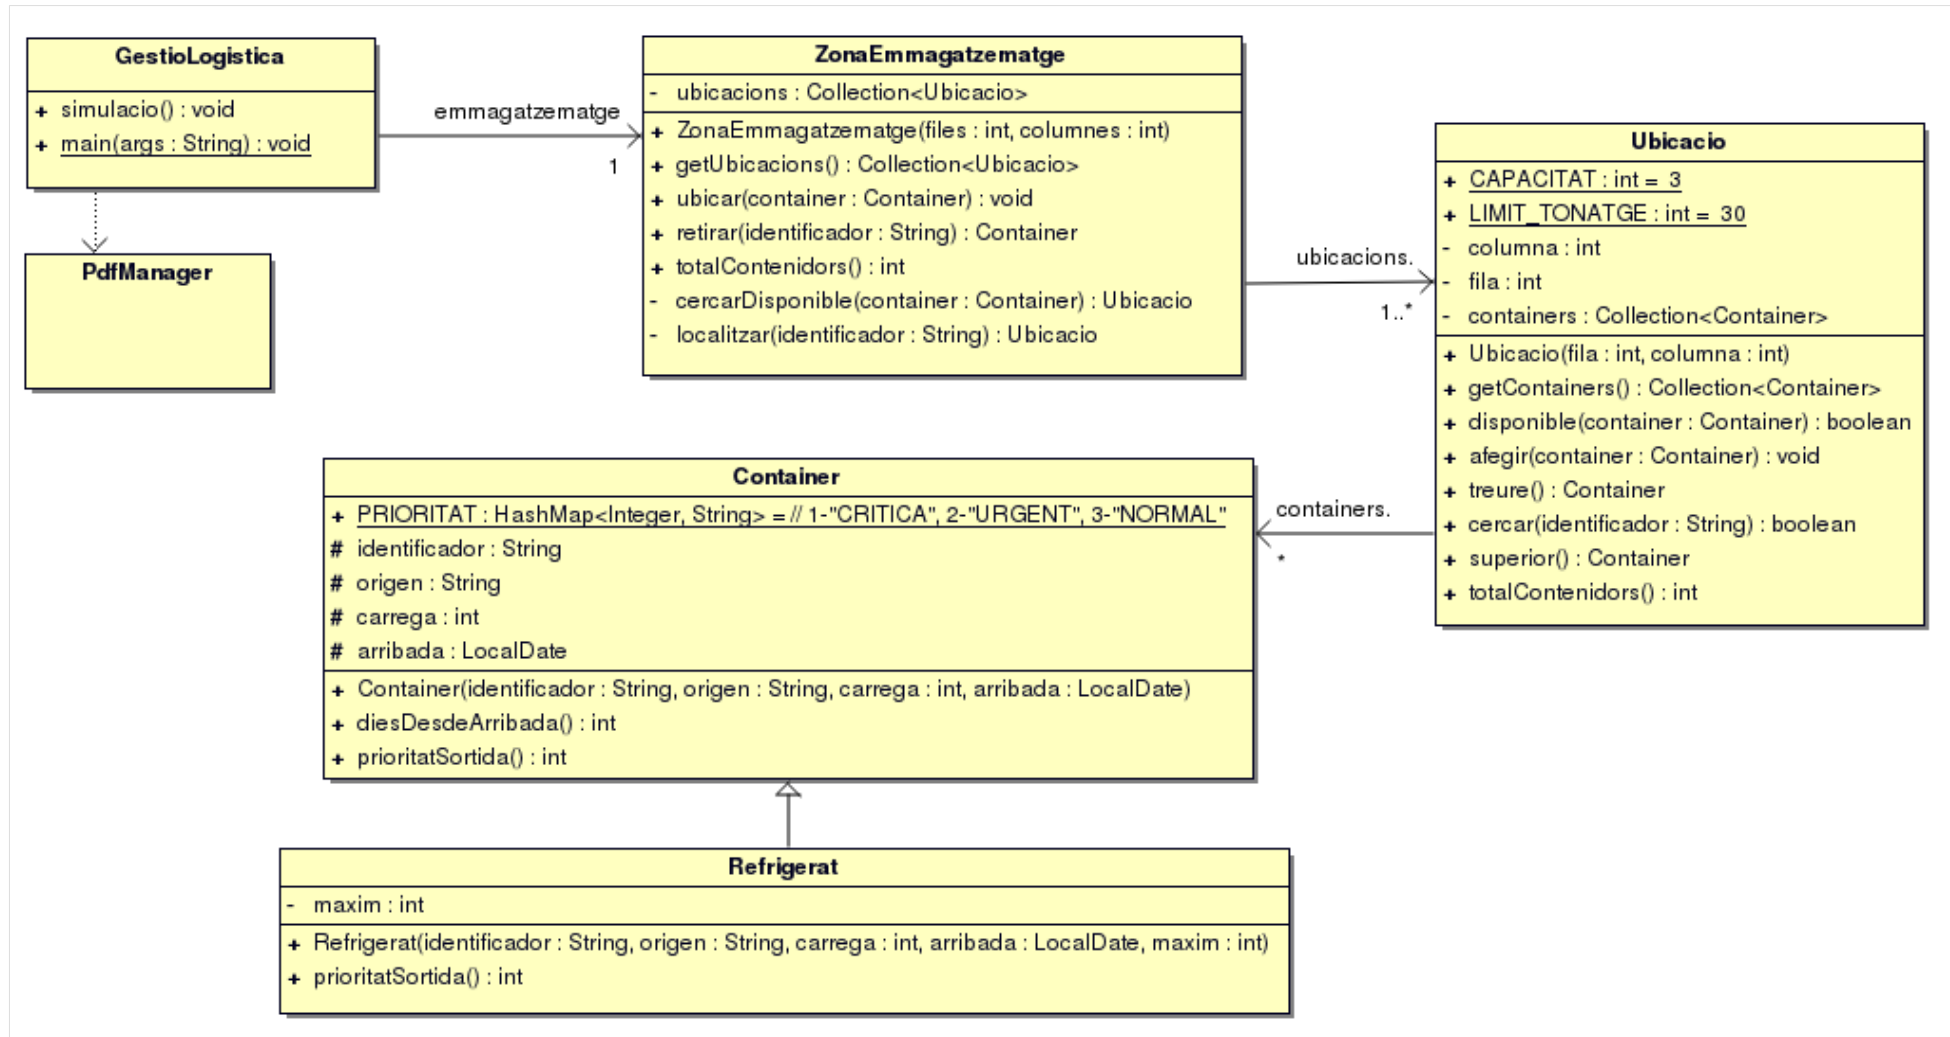 GestioLogistica
+ simulacio() : void
+ main(args : String) : void
PdfManager
emmagatzematge
1
ZonaEmmagatzematge
- ubicacions : Collection<Ubicacio>
+ ZonaEmmagatzematge(files : int, columnes : int)
+ getUbicacions() : Collection<Ubicacio>
+ ubicar(container : Container) : void
+ retirar(identificador : String) : Container
+ totalContenidors() : int
- cercarDisponible(container : Container) : Ubicacio
- localitzar(identificador : String) : Ubicacio
ubicacions.
1..*
Ubicacio
+ CAPACITAT : int = 3
+ LIMIT_TONATGE : int = 30
- columna : int
- fila : int
- containers : Collection<Container>
+ Ubicacio(fila : int, columna : int)
+ getContainers() : Collection<Container>
+ disponible(container : Container) : boolean
+ afegir(container : Container) : void
+ treure() : Container
+ cercar(identificador : String) : boolean
+ superior() : Container
+ totalContenidors() : int
containers.
*
Container
+ PRIORITAT : HashMap<Integer, String> = // 1-"CRITICA", 2-"URGENT", 3-"NORMAL"
# identificador : String
# origen : String
# carrega : int
# arribada : LocalDate
+ Container(identificador : String, origen : String, carrega : int, arribada : LocalDate)
+ diesDesdeArribada() : int
+ prioritatSortida() : int
Refrigerat
- maxim : int
+ Refrigerat(identificador : String, origen : String, carrega : int, arribada : LocalDate, maxim : int)
+ prioritatSortida() : int